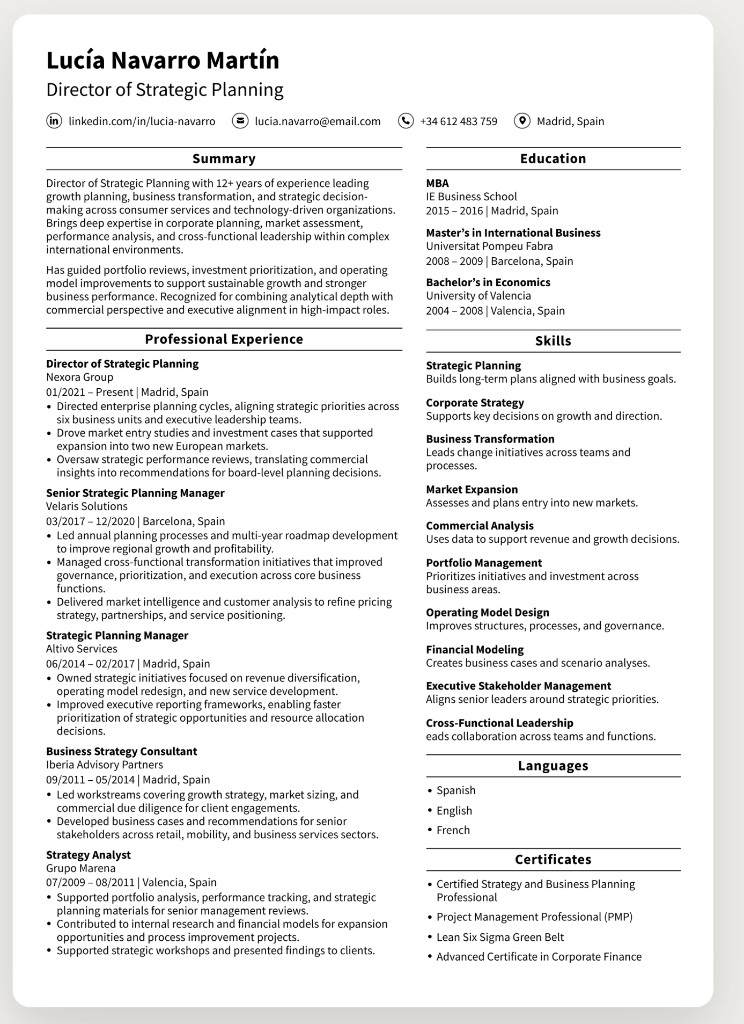 Lucía Navarro Martín
Director of Strategic Planning
linkedin.com/in/lucia-navarro
lucia.navarro@email.com
+34 612 483 759
Madrid, Spain
Summary
Director of Strategic Planning with 12+ years of experience leading
growth planning, business transformation, and strategic decision-
making across consumer services and technology-driven organizations.
Brings deep expertise in corporate planning, market assessment,
performance analysis, and cross-functional leadership within complex
international environments.
Has guided portfolio reviews, investment prioritization, and operating
model improvements to support sustainable growth and stronger
business performance. Recognized for combining analytical depth with
commercial perspective and executive alignment in high-impact roles.
Professional Experience
Director of Strategic Planning
Nexora Group
01/2021 – Present | Madrid, Spain
• Directed enterprise planning cycles, aligning strategic priorities across
six business units and executive leadership teams.
• Drove market entry studies and investment cases that supported
expansion into two new European markets.
• Oversaw strategic performance reviews, translating commercial
insights into recommendations for board-level planning decisions.
Senior Strategic Planning Manager
Velaris Solutions
03/2017 – 12/2020 | Barcelona, Spain
• Led annual planning processes and multi-year roadmap development
to improve regional growth and profitability.
• Managed cross-functional transformation initiatives that improved
governance, prioritization, and execution across core business
functions.
• Delivered market intelligence and customer analysis to refine pricing
strategy, partnerships, and service positioning.
Strategic Planning Manager
Altivo Services
06/2014 – 02/2017 | Madrid, Spain
• Owned strategic initiatives focused on revenue diversification,
operating model redesign, and new service development.
• Improved executive reporting frameworks, enabling faster
prioritization of strategic opportunities and resource allocation
decisions.
Business Strategy Consultant
Iberia Advisory Partners
09/2011 – 05/2014 | Madrid, Spain
• Led workstreams covering growth strategy, market sizing, and
commercial due diligence for client engagements.
• Developed business cases and recommendations for senior
stakeholders across retail, mobility, and business services sectors.
Strategy Analyst
Grupo Marena
07/2009 – 08/2011 | Valencia, Spain
• Supported portfolio analysis, performance tracking, and strategic
planning materials for senior management reviews.
• Contributed to internal research and financial models for expansion
opportunities and process improvement projects.
• Supported strategic workshops and presented findings to clients.
Education
MBA
IE Business School
2015 – 2016 | Madrid, Spain
Master’s in International Business
Universitat Pompeu Fabra
2008 – 2009 | Barcelona, Spain
Bachelor’s in Economics
University of Valencia
2004 – 2008 | Valencia, Spain
Skills
Strategic Planning
Builds long-term plans aligned with business goals.
Corporate Strategy
Supports key decisions on growth and direction.
Business Transformation
Leads change initiatives across teams and
processes.
Market Expansion
Assesses and plans entry into new markets.
Commercial Analysis
Uses data to support revenue and growth decisions.
Portfolio Management
Prioritizes initiatives and investment across
business areas.
Operating Model Design
Improves structures, processes, and governance.
Financial Modeling
Creates business cases and scenario analyses.
Executive Stakeholder Management
Aligns senior leaders around strategic priorities.
Cross-Functional Leadership
eads collaboration across teams and functions.
Languages
• Spanish
• English
• French
Certificates
• Certified Strategy and Business Planning
Professional
• Project Management Professional (PMP)
• Lean Six Sigma Green Belt
• Advanced Certificate in Corporate Finance